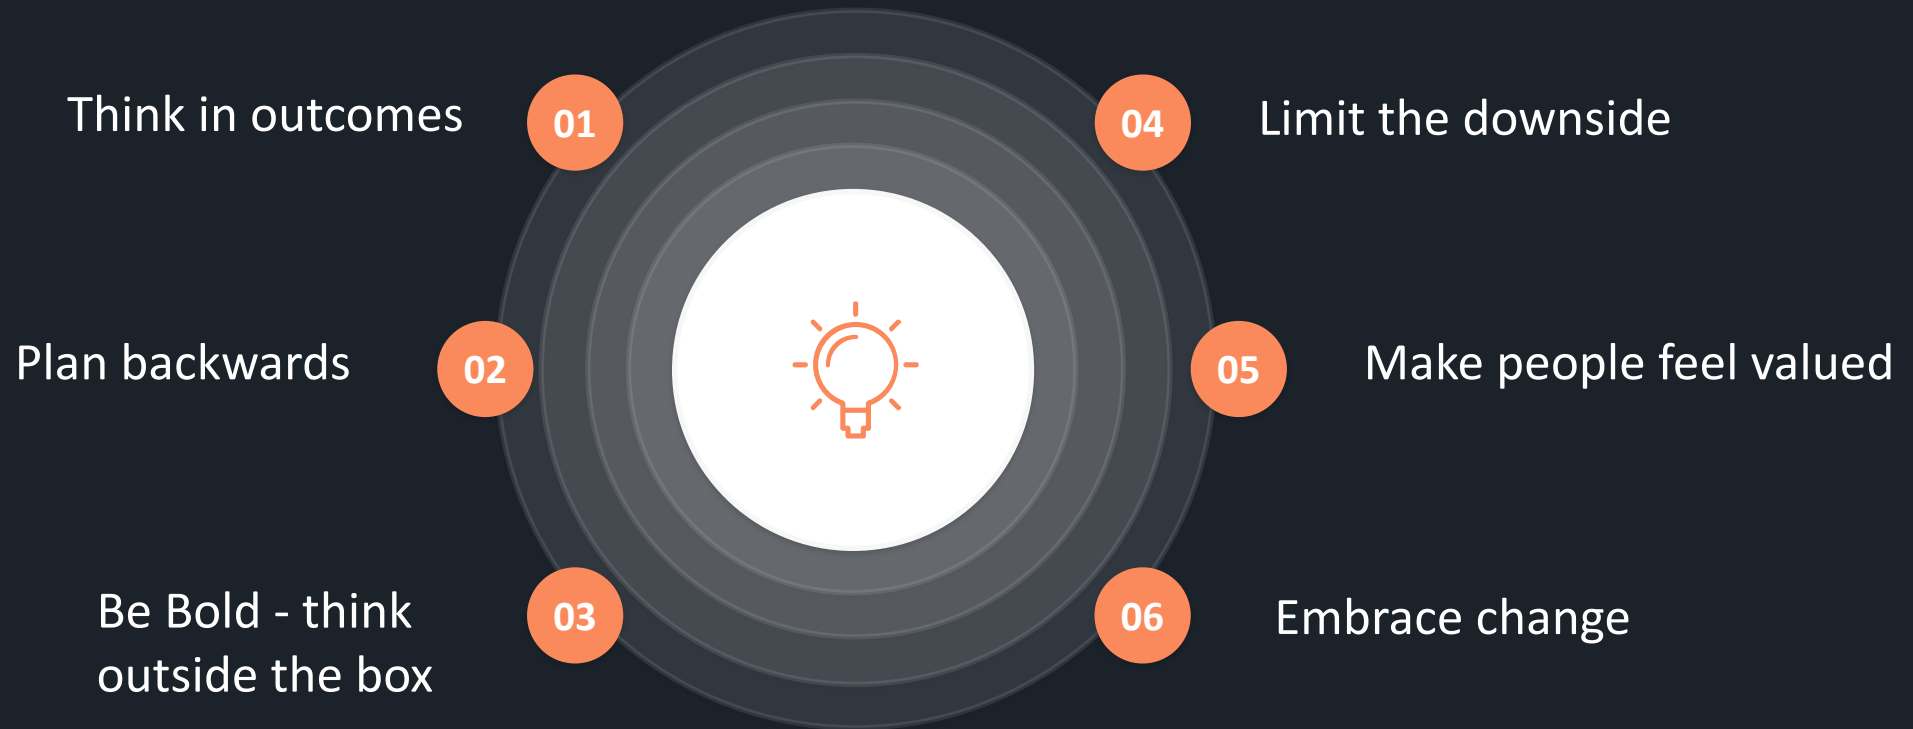 01
Think in outcomes
02
Plan backwards
03
Be Bold - think
outside the box
04
Limit the downside
05
Make people feel valued
06
Embrace change